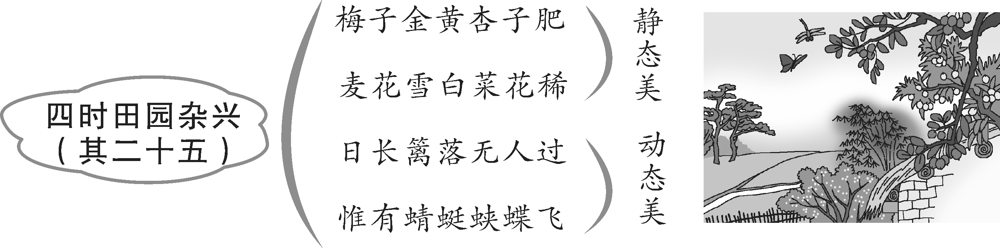 四时田园杂兴
（其二十五）
梅子金黄杏子肥
麦花雪白菜花稀
静态美
日长篱落无人过
惟有蜻蜓蛱蝶飞
动态美